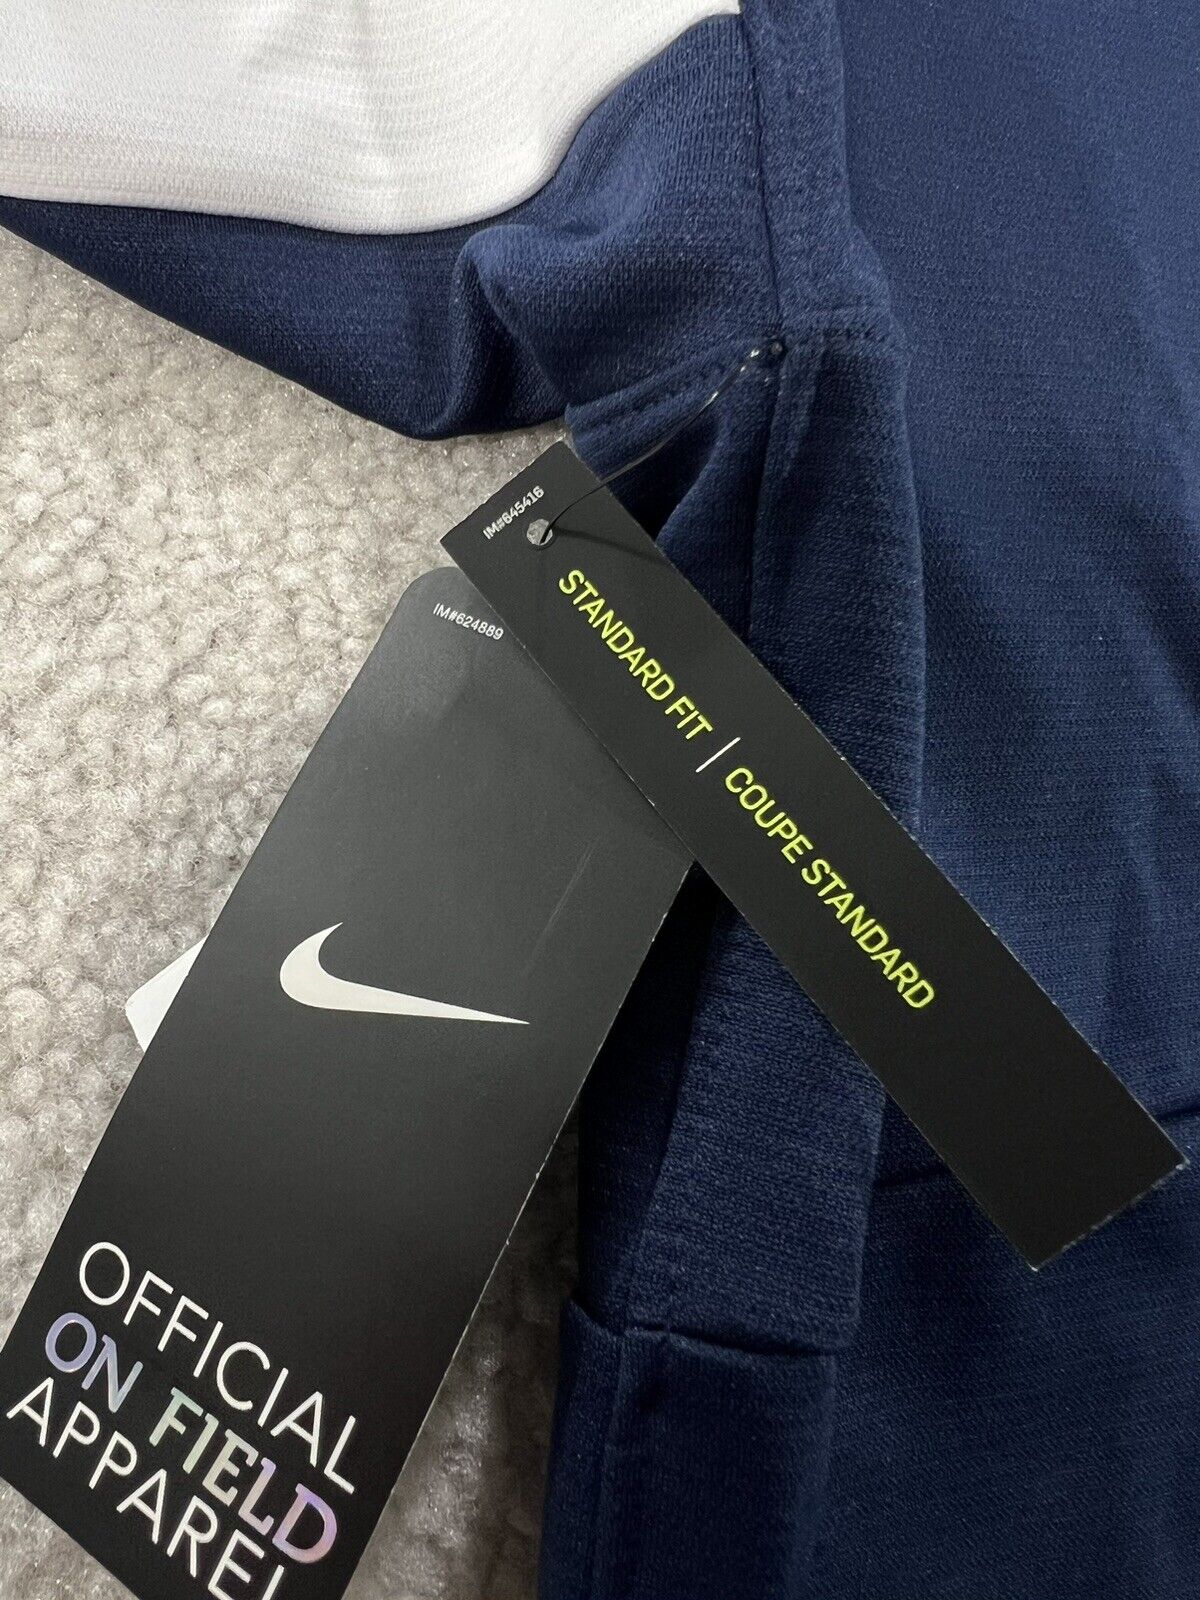 IM#645416
STANDARD FIT | COUPE STANDARD
IM#624889
OFFICIAL
ON FIELD
APPAREL